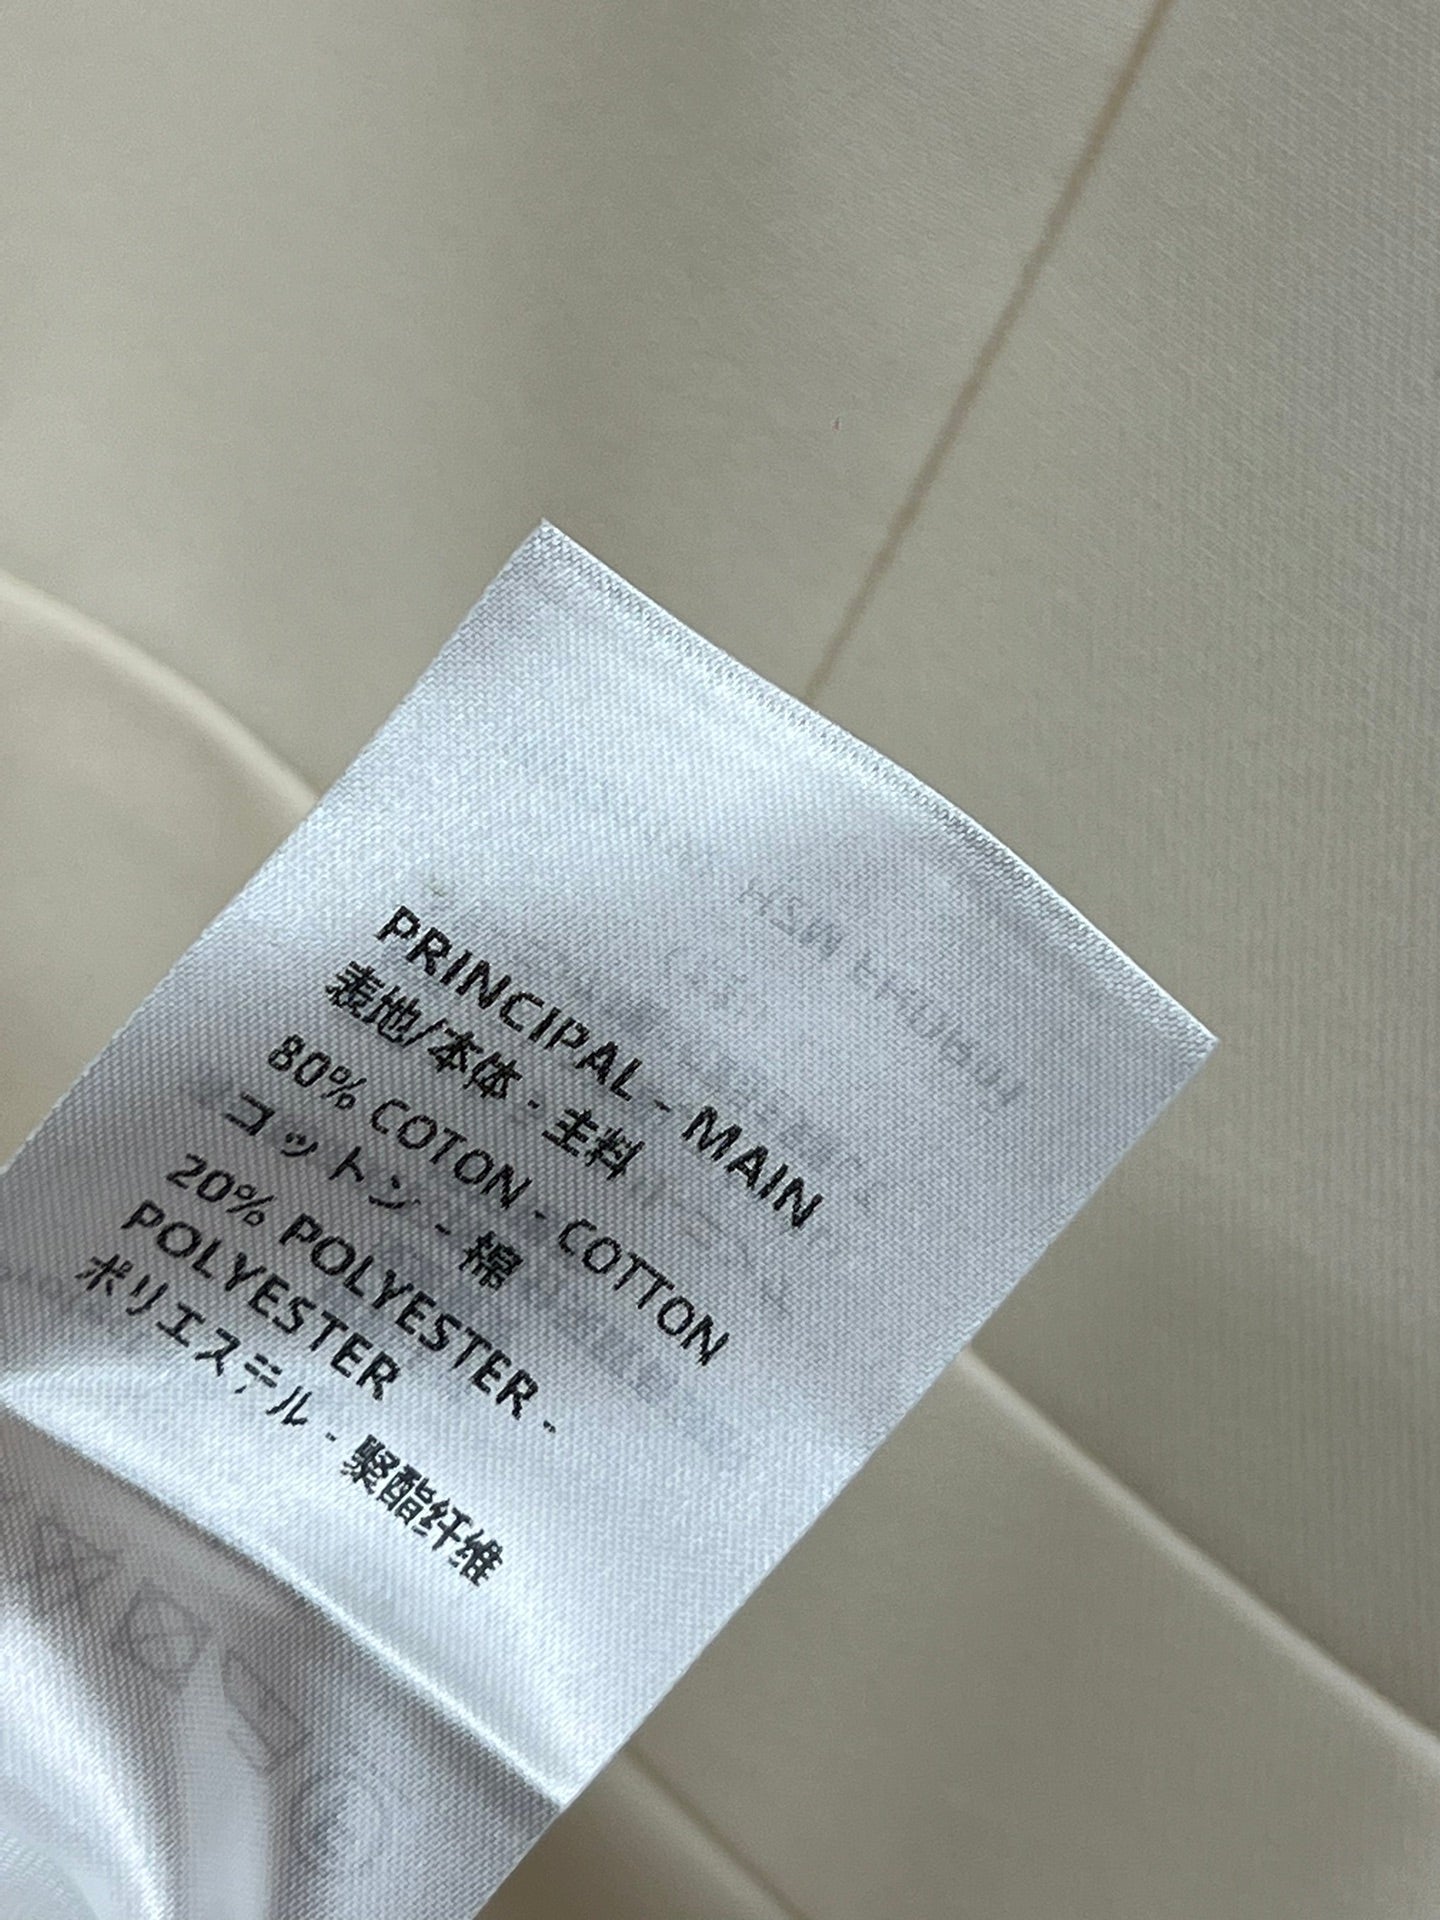 PRINCIPAL - MAIN
表地/本体 - 主料
80% COTON - COTTON
コットン - 棉
20% POLYESTER -
POLYESTER
ポリエステル - 聚酯纤维